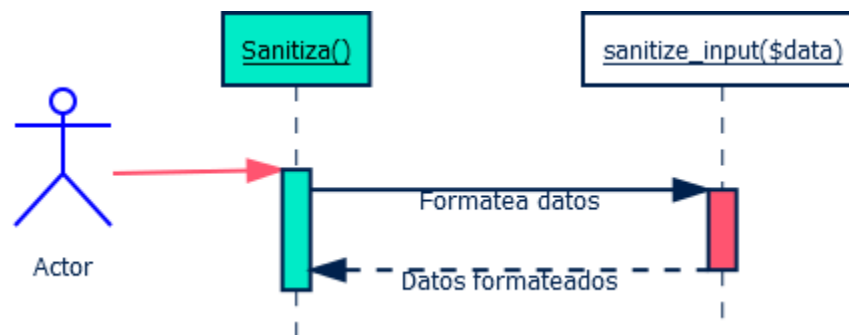 Sanitiza()
sanitize_input($data)
Formatea datos
Actor
Datos formateados